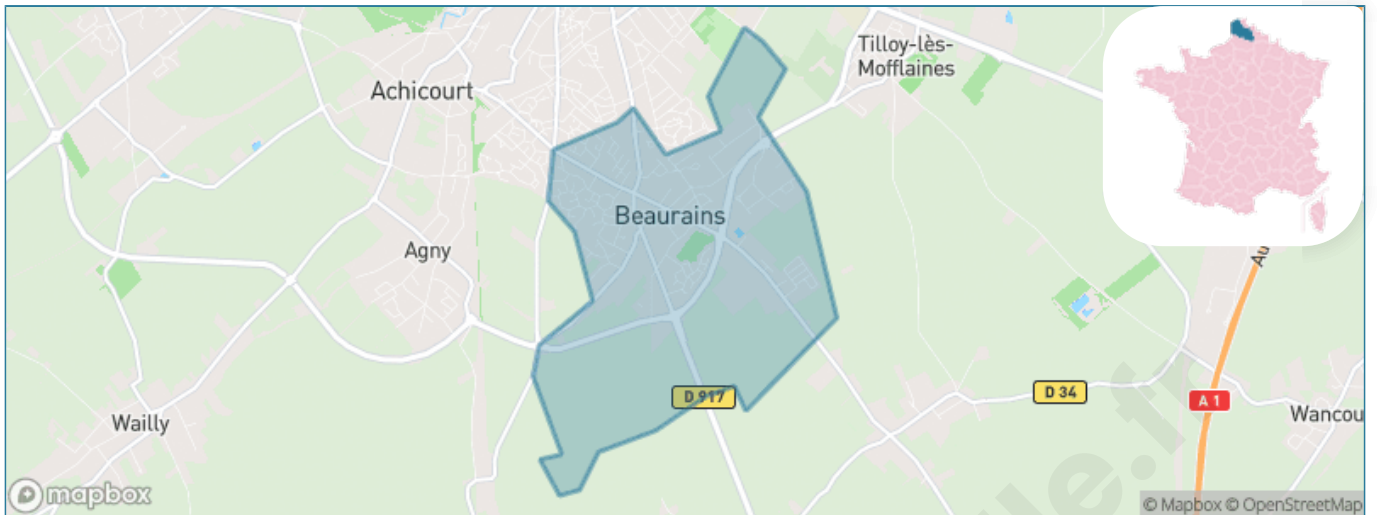 Tilloy-lès-
Mofflaines
Achicourt
Beaurains
Agny
D 917
D 34
A 1
Wailly
Wancou
mapbox
© Mapbox © OpenStreetMap